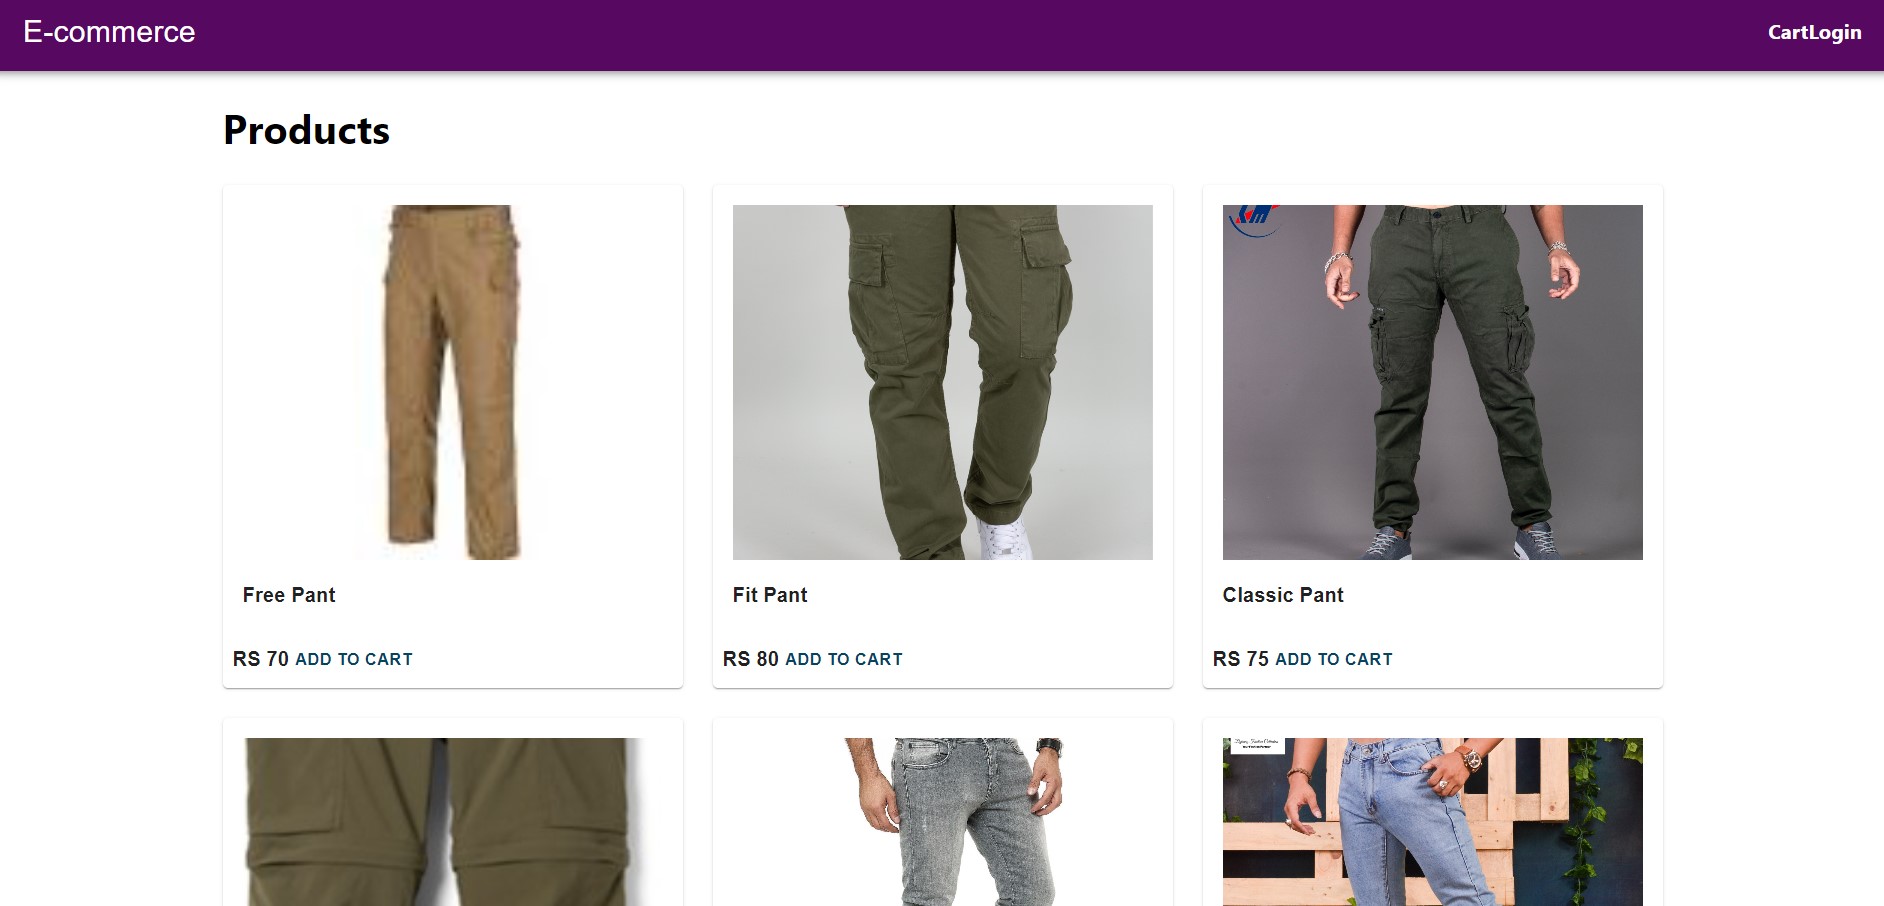 E-commerce
CartLogin
Products
Free Pant
Fit Pant
Classic Pant
RS 70 ADD TO CART
RS 80 ADD TO CART
RS 75 ADD TO CART